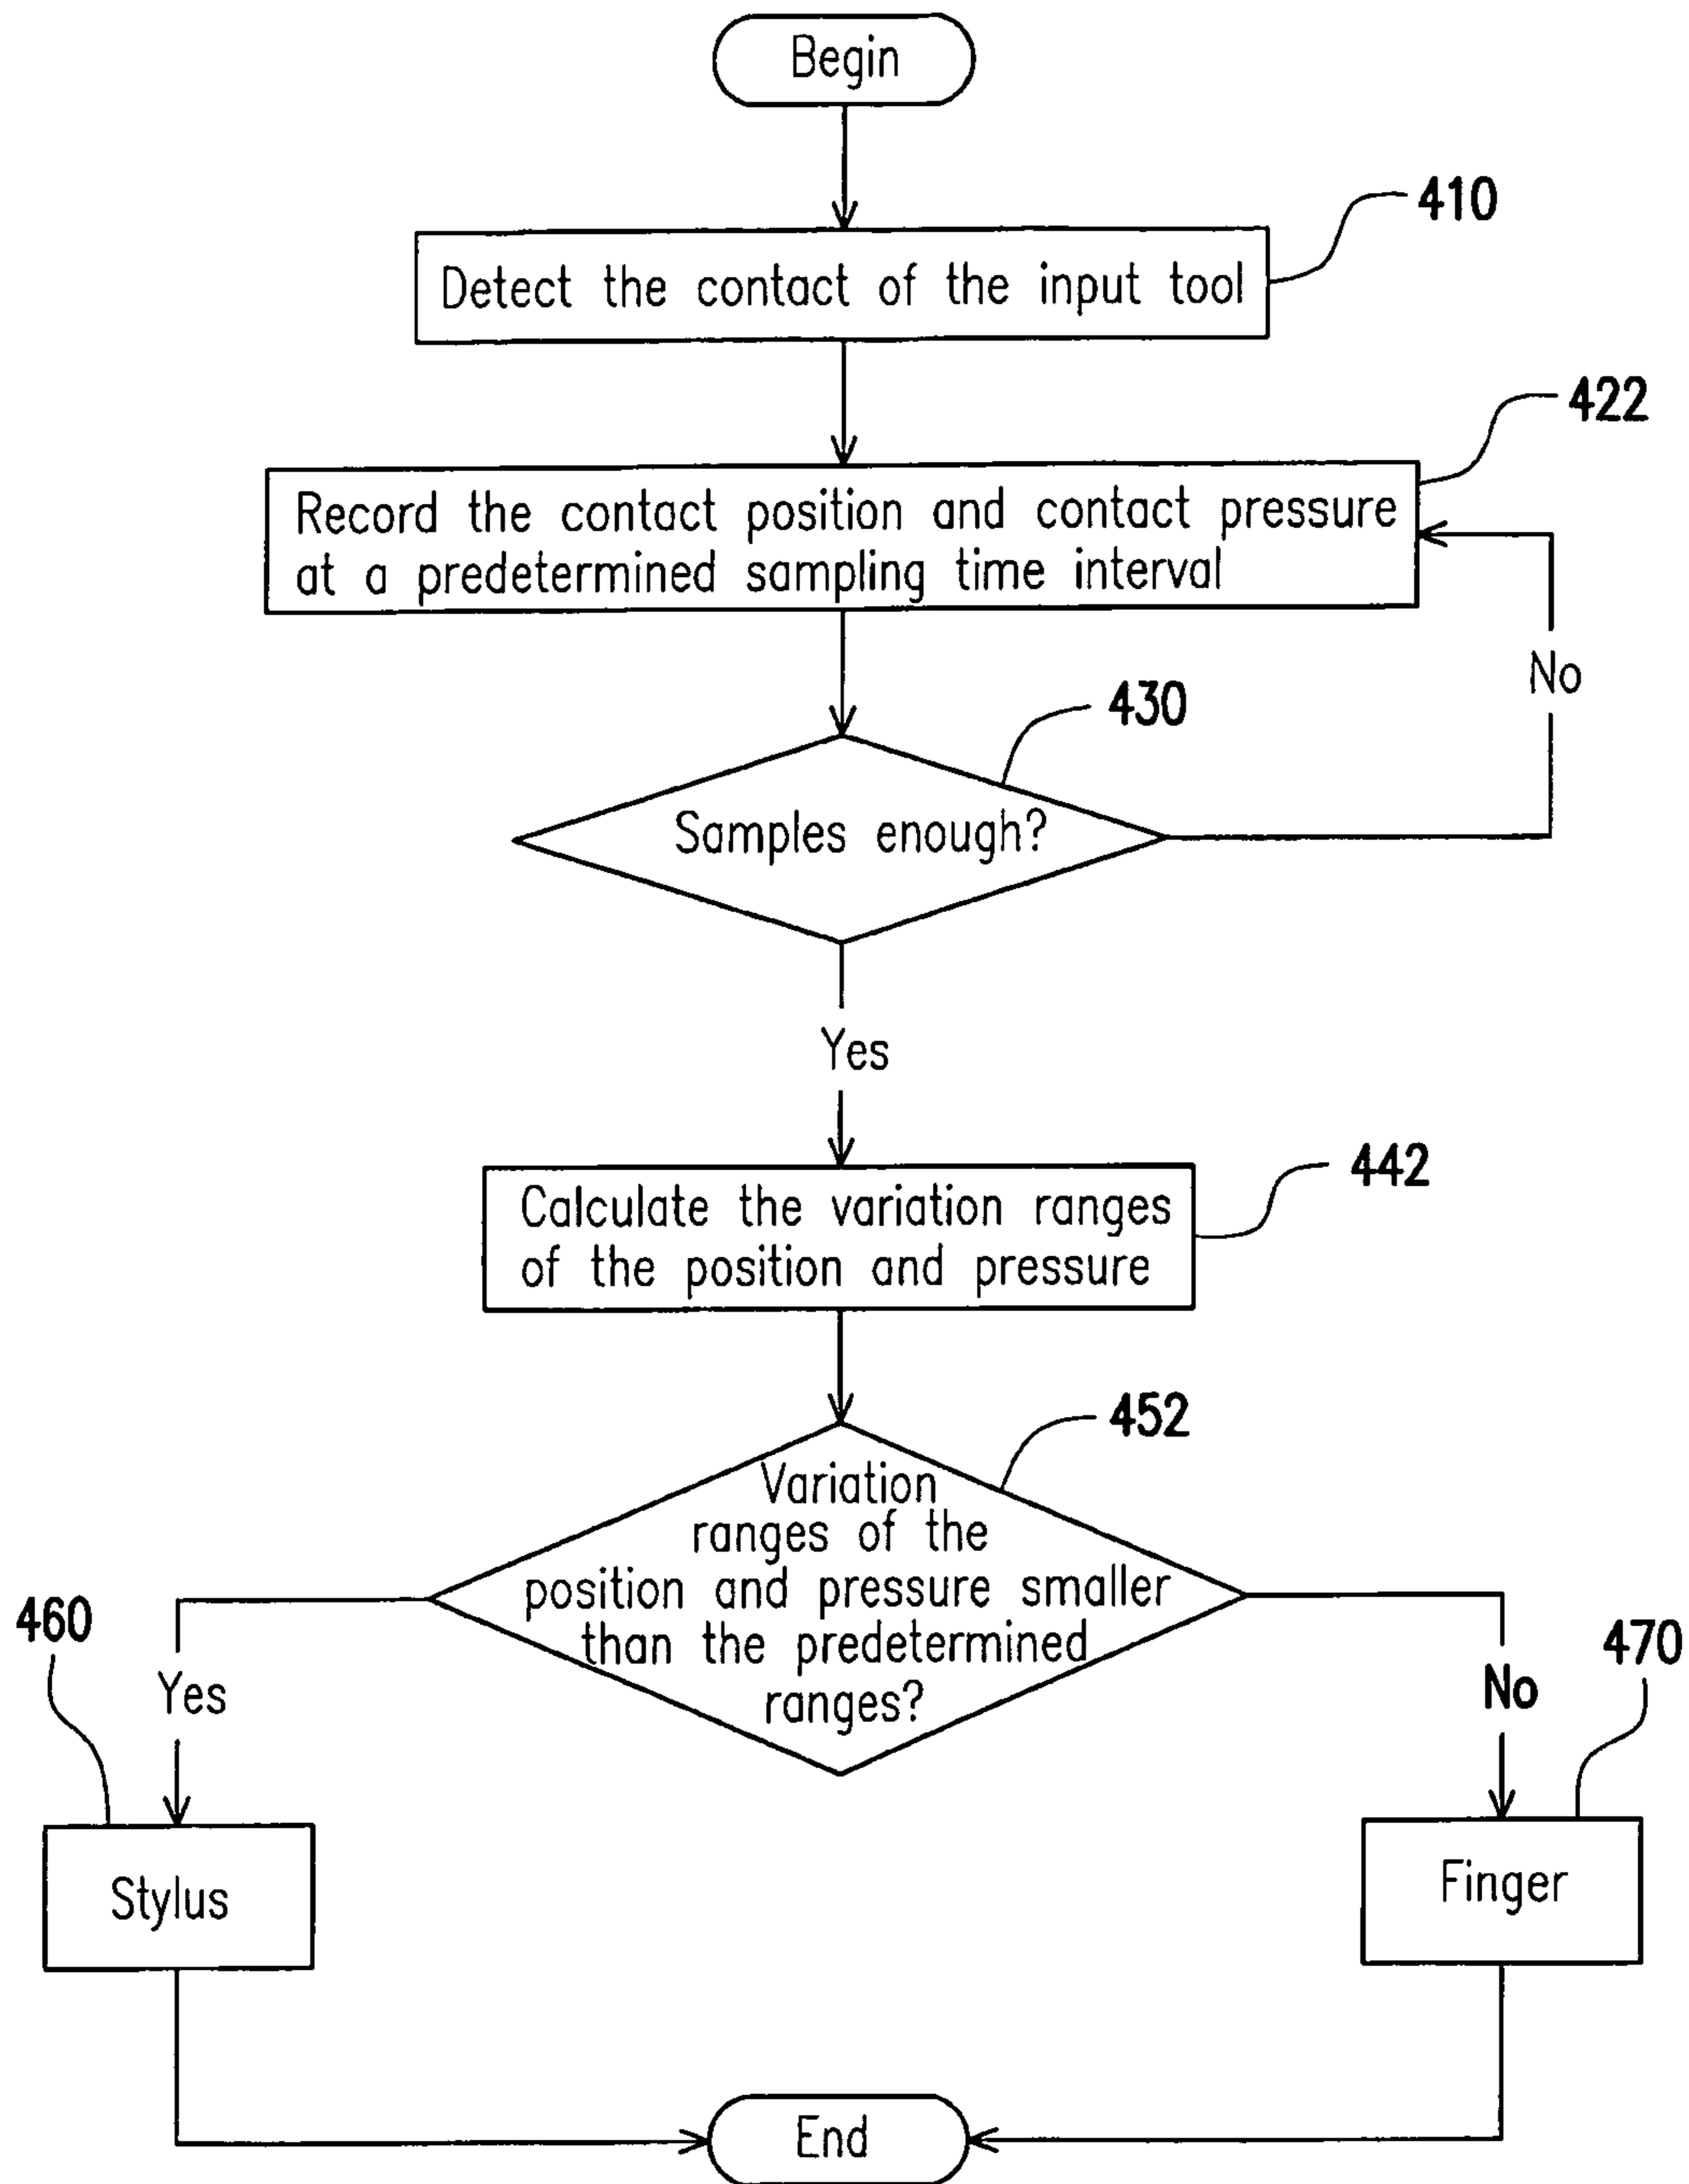 Begin
410
Detect the contact of the input tool
422
Record the contact position and contact pressure
at a predetermined sampling time interval
No
430
Samples enough?
Yes
442
Calculate the variation ranges
of the position and pressure
452
Variation
ranges of the
position and pressure smaller
than the predetermined
ranges?
460
Yes
470
No
Stylus
Finger
End